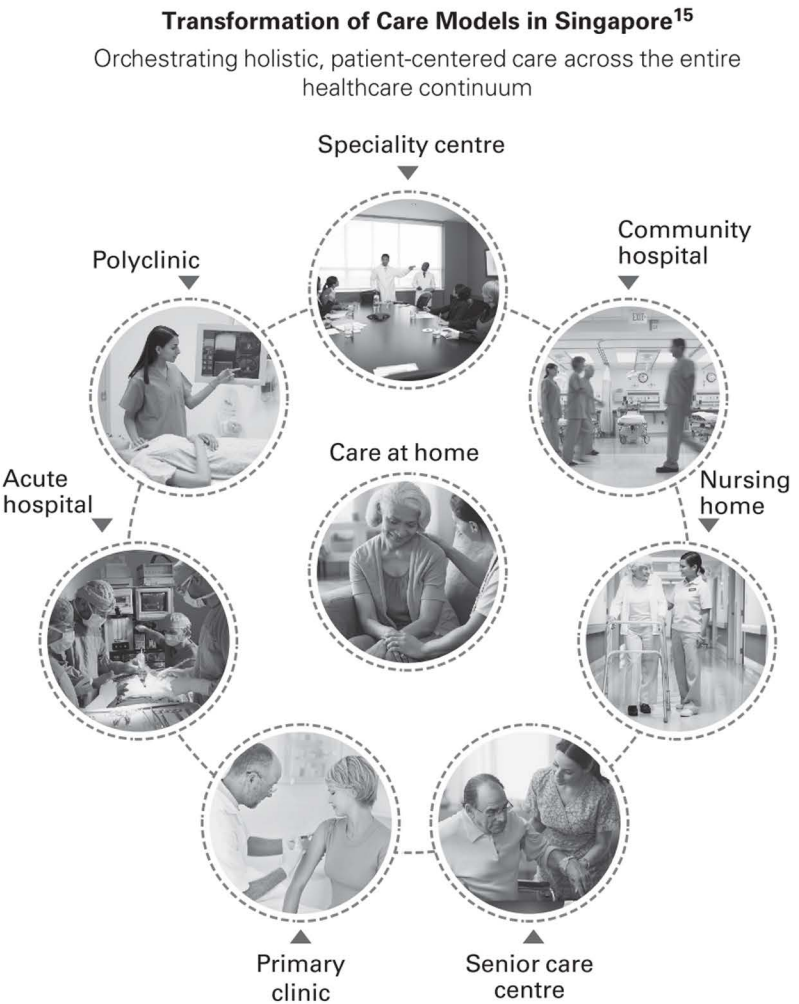 Transformation of Care Models in Singapore15
Orchestrating holistic, patient-centered care across the entire
healthcare continuum
Speciality centre
Community
hospital
Polyclinic
EXIT
Care at home
Acute
hospital
Nursing
home
Primary
clinic
Senior care
centre